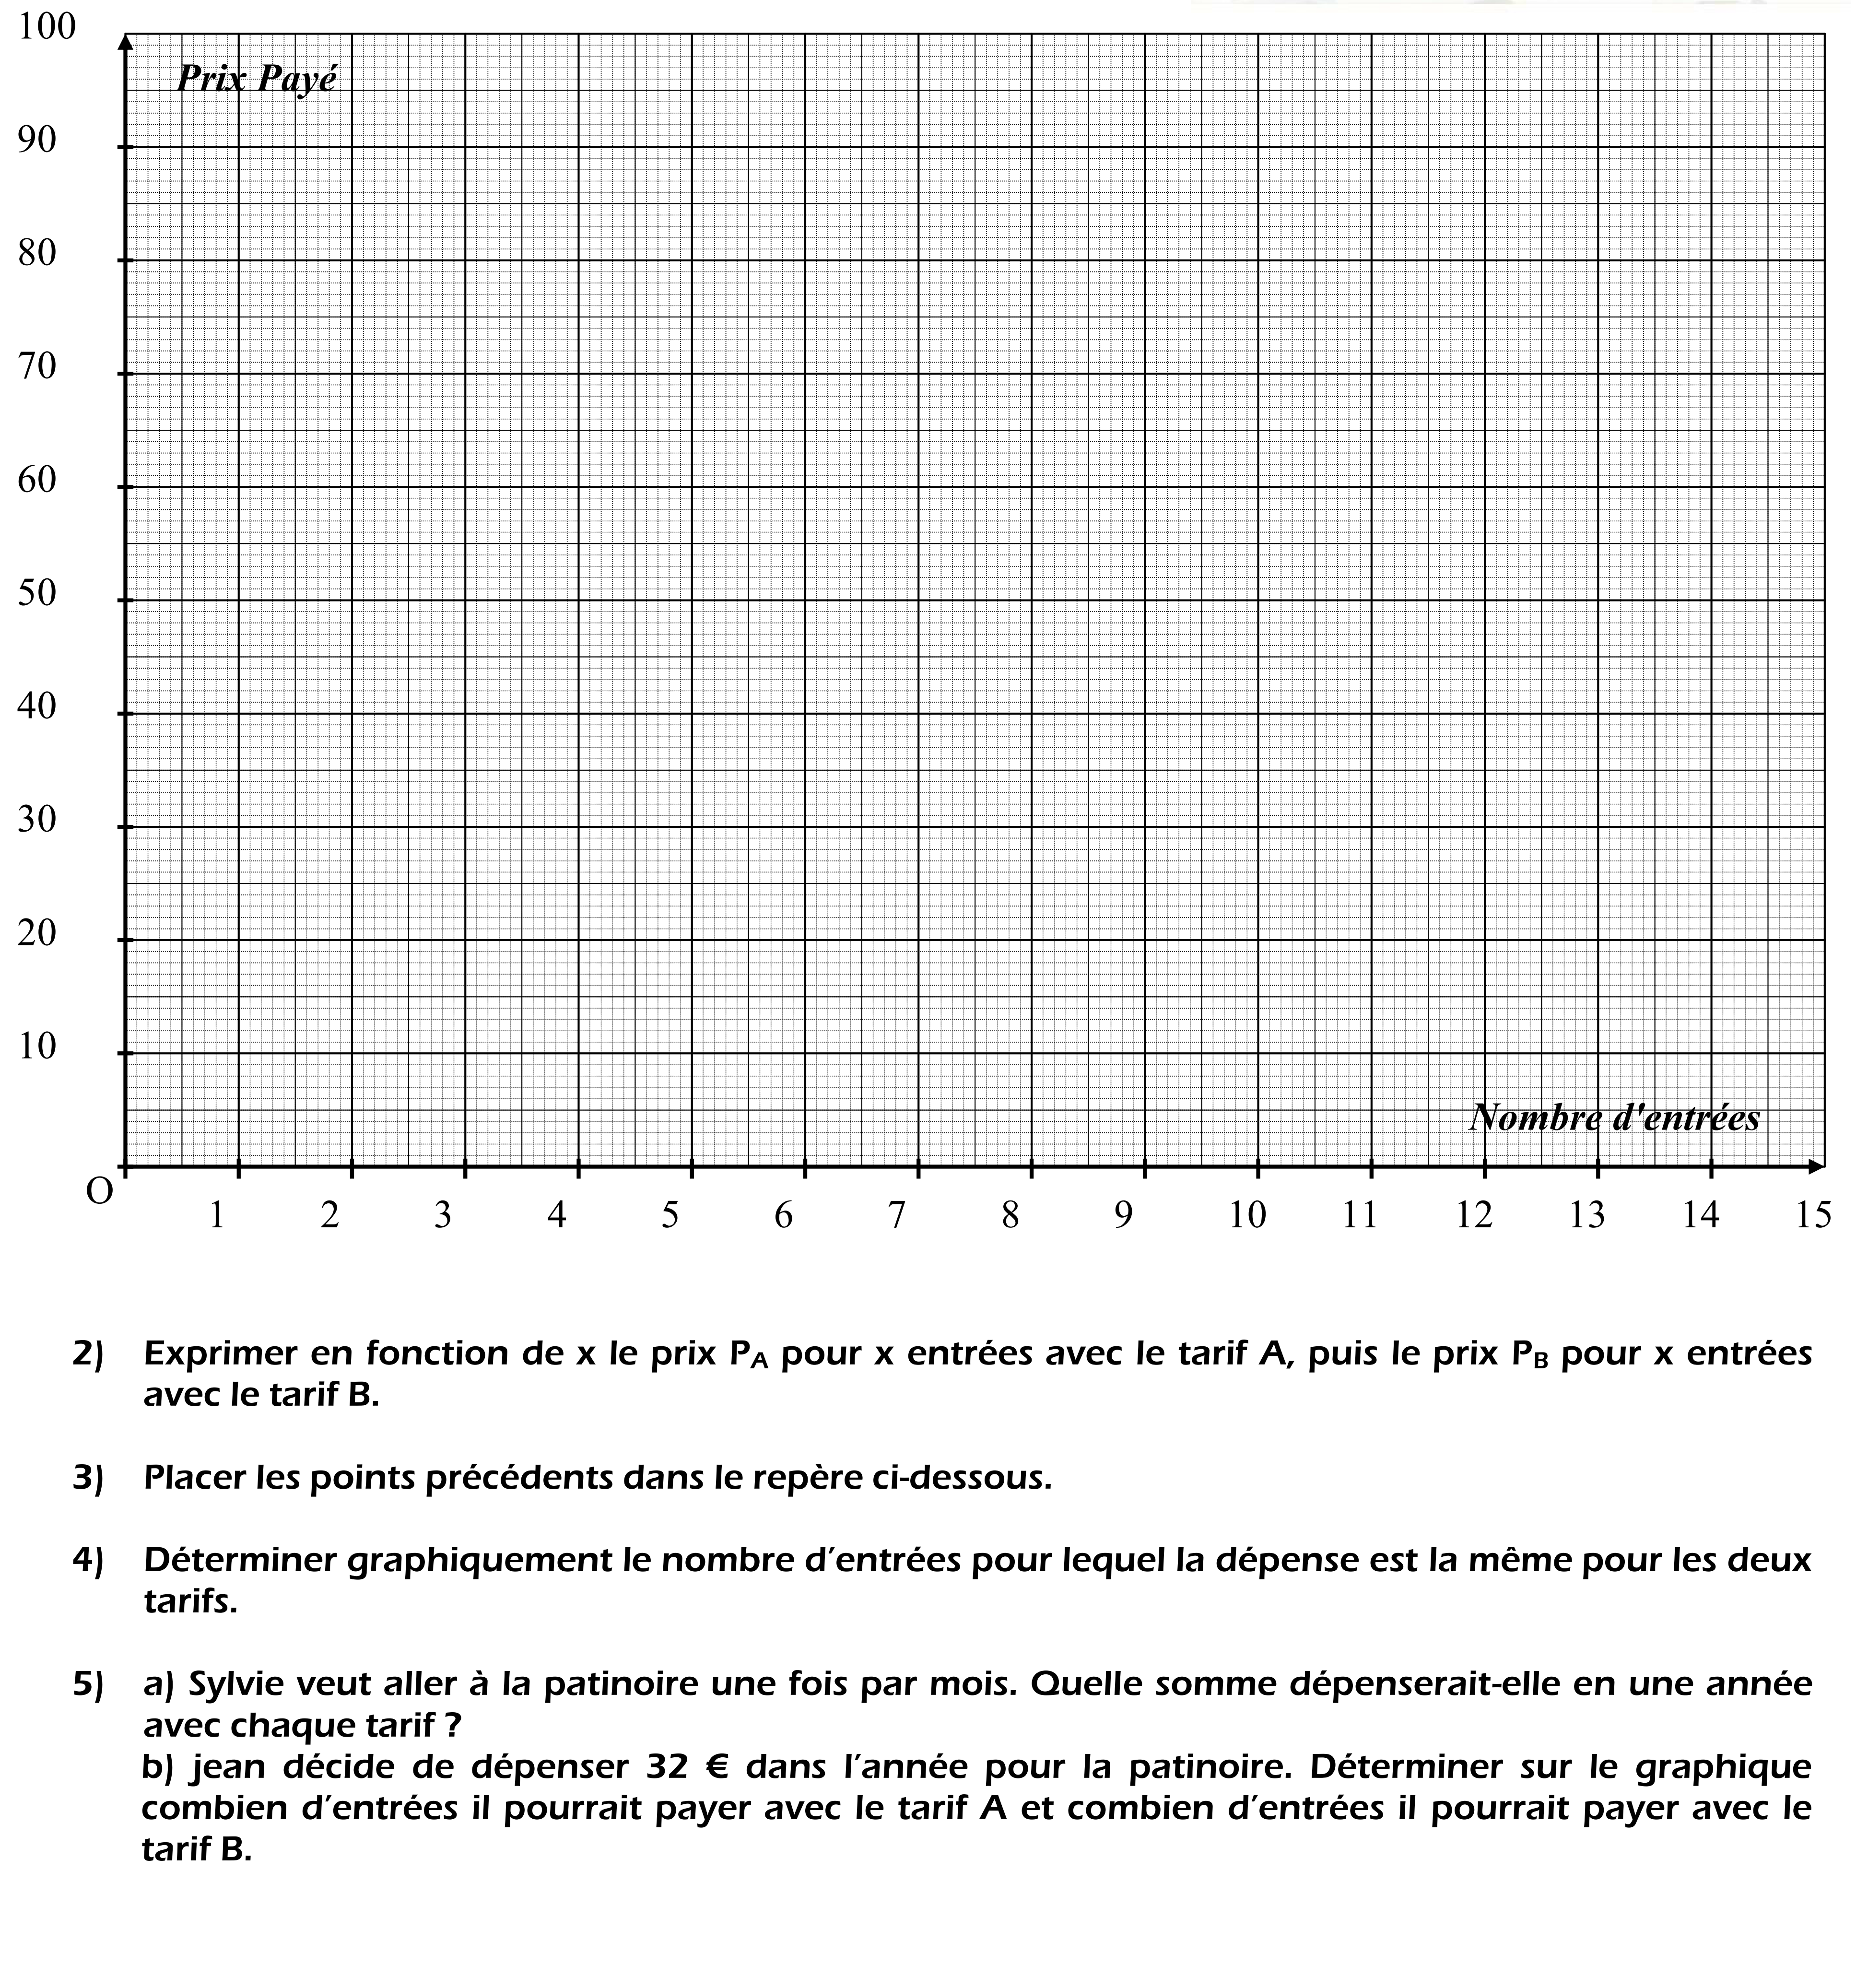 100
Prix Payé
90
80
70
60
50
40
30
20
10
Nombre d'entrées
O
1 2 3 4 5 6 7 8 9 10 11 12 13 14 15
2) Exprimer en fonction de x le prix PA pour x entrées avec le tarif A, puis le prix PB pour x entrées
avec le tarif B.
3) Placer les points précédents dans le repère ci-dessous.
4) Déterminer graphiquement le nombre d’entrées pour lequel la dépense est la même pour les deux
tarifs.
5) a) Sylvie veut aller à la patinoire une fois par mois. Quelle somme dépenserait-elle en une année
avec chaque tarif ?
b) jean décide de dépenser 32 € dans l’année pour la patinoire. Déterminer sur le graphique
combien d’entrées il pourrait payer avec le tarif A et combien d’entrées il pourrait payer avec le
tarif B.